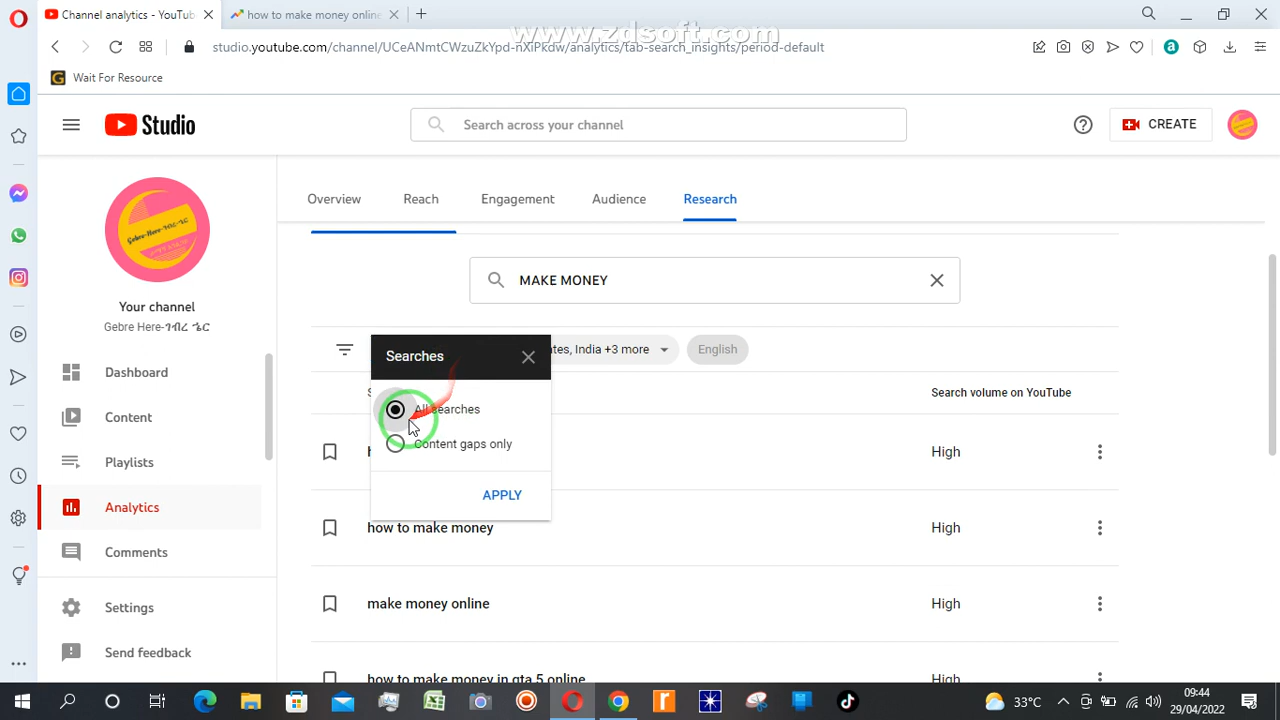 Channel analytics - YouTu
how to make money online
www.zdsoft.com
studio.youtube.com/channel/UCeANmtCWzuZkYpd-nXlPKdw/analytics/tab-search_insights/period-default
Wait For Resource
Studio
Search across your channel
CREATE
Overview
Reach
Engagement
Audience
Research
Your channel
Gebre Here-ገብረ ኄር
Dashboard
Content
Playlists
Analytics
Comments
Settings
Send feedback
MAKE MONEY
tes, India +3 more
English
Searches
All searches
Content gaps only
APPLY
Search volume on YouTube
High
how to make money
High
make money online
High
how to make money in gta 5 online
33°C
09:44
29/04/2022